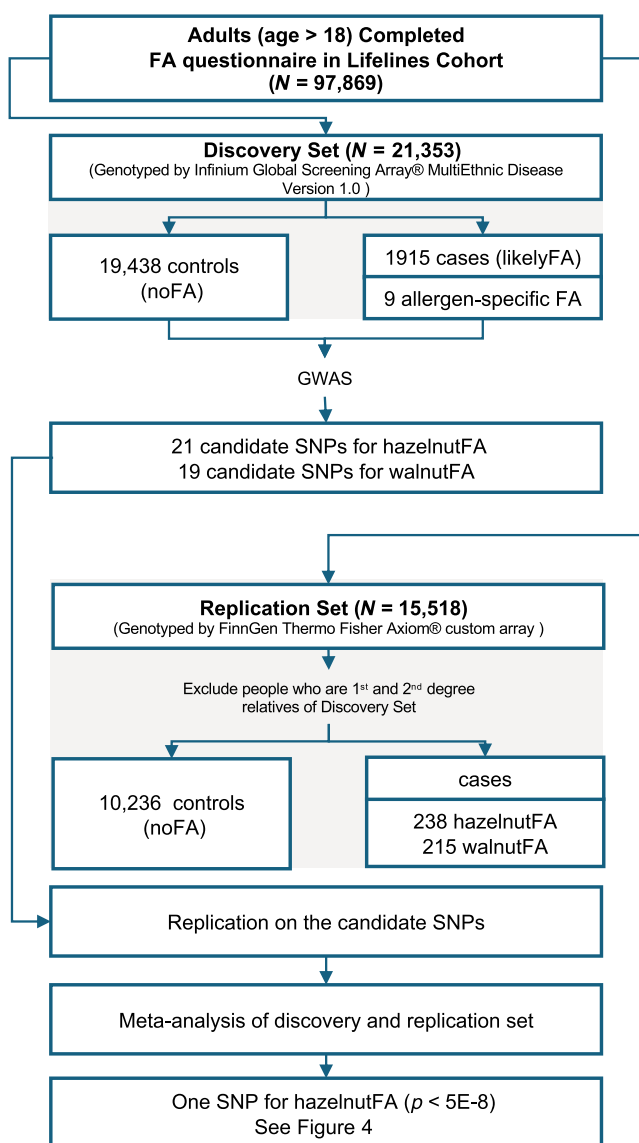 Adults (age > 18) Completed
FA questionnaire in Lifelines Cohort
(N = 97,869)
Discovery Set (N = 21,353)
(Genotyped by Infinium Global Screening Array® MultiEthnic Disease
Version 1.0 )
19,438 controls
(noFA)
1915 cases (likelyFA)
9 allergen-specific FA
GWAS
21 candidate SNPs for hazelnutFA
19 candidate SNPs for walnutFA
Replication Set (N = 15,518)
(Genotyped by FinnGen Thermo Fisher Axiom® custom array )
Exclude people who are 1st and 2nd degree
relatives of Discovery Set
10,236 controls
(noFA)
cases
238 hazelnutFA
215 walnutFA
Replication on the candidate SNPs
Meta-analysis of discovery and replication set
One SNP for hazelnutFA (p < 5E-8)
See Figure 4